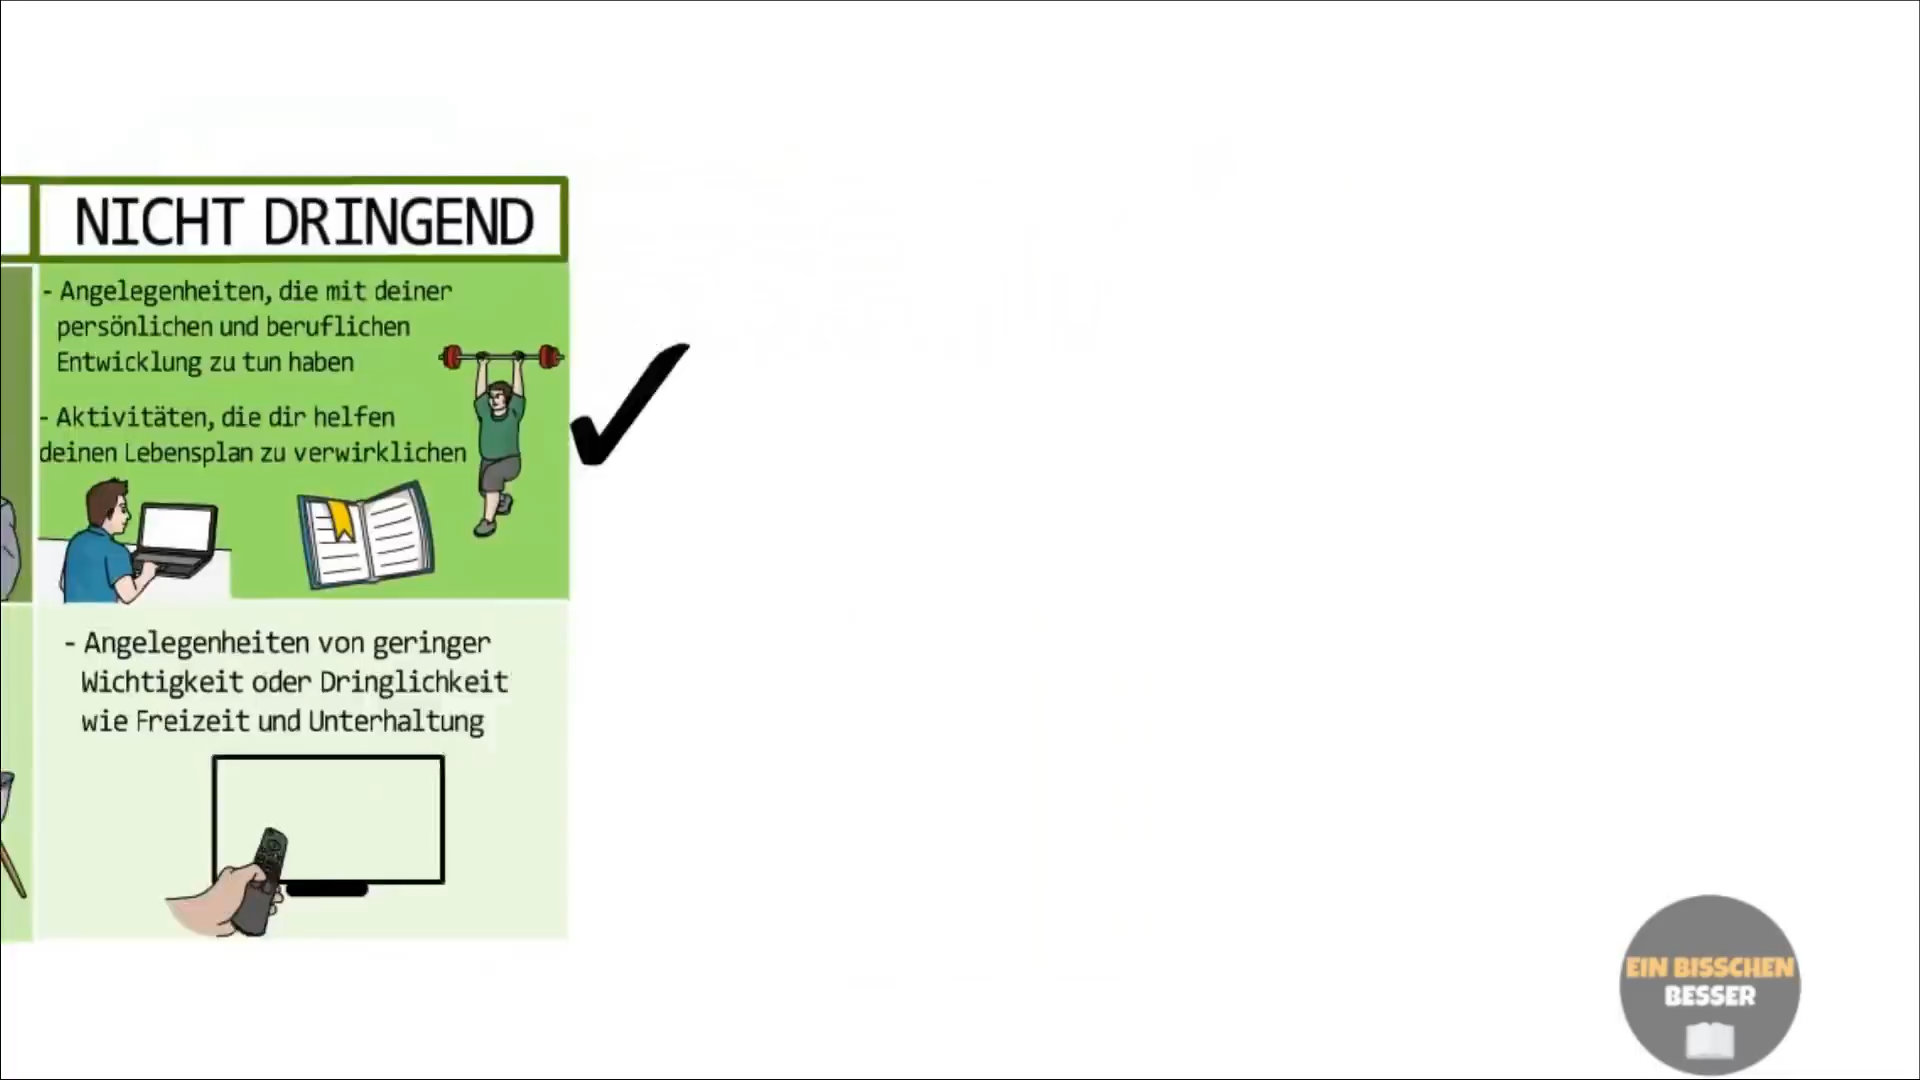 NICHT DRINGEND
- Angelegenheiten, die mit deiner
persönlichen und beruflichen
Entwicklung zu tun haben
- Aktivitäten, die dir helfen
deinen Lebensplan zu verwirklichen
- Angelegenheiten von geringer
Wichtigkeit oder Dringlichkeit
wie Freizeit und Unterhaltung
EIN BISSCHEN
BESSER